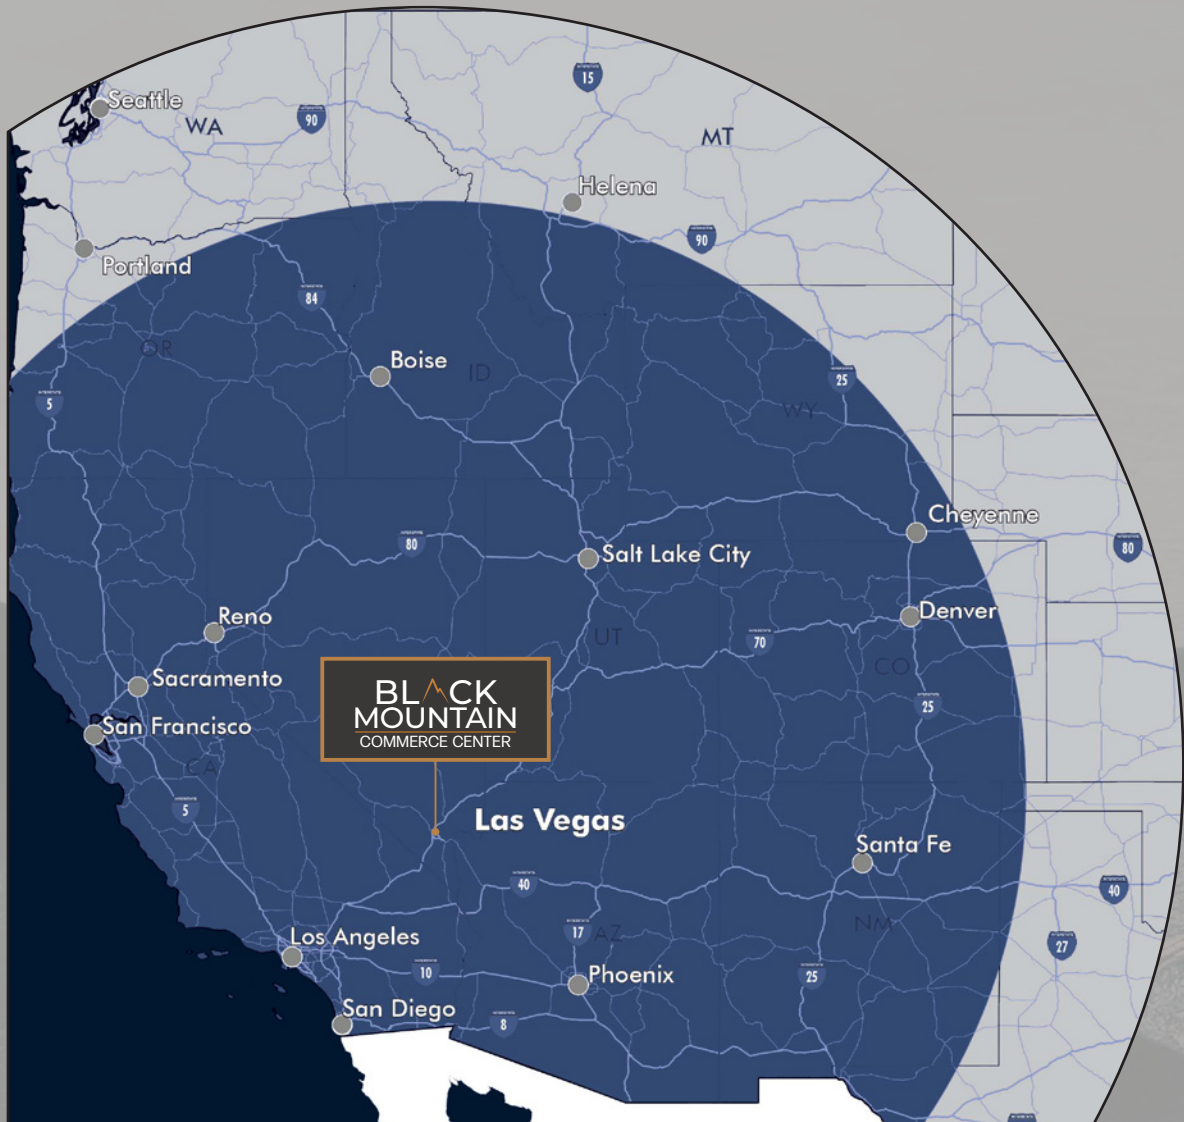 15
Seattle
90
WA
MT
Helena
90
Portland
84
OR
Boise
ID
25
5
WY
Cheyenne
80
80
Salt Lake City
Denver
Reno
UT
70
CO
Sacramento
25
BLACK
MOUNTAIN
COMMERCE CENTER
San Francisco
CA
5
Las Vegas
Santa Fe
40
40
NM
17
AZ
Los Angeles
27
10
Phoenix
25
San Diego
8